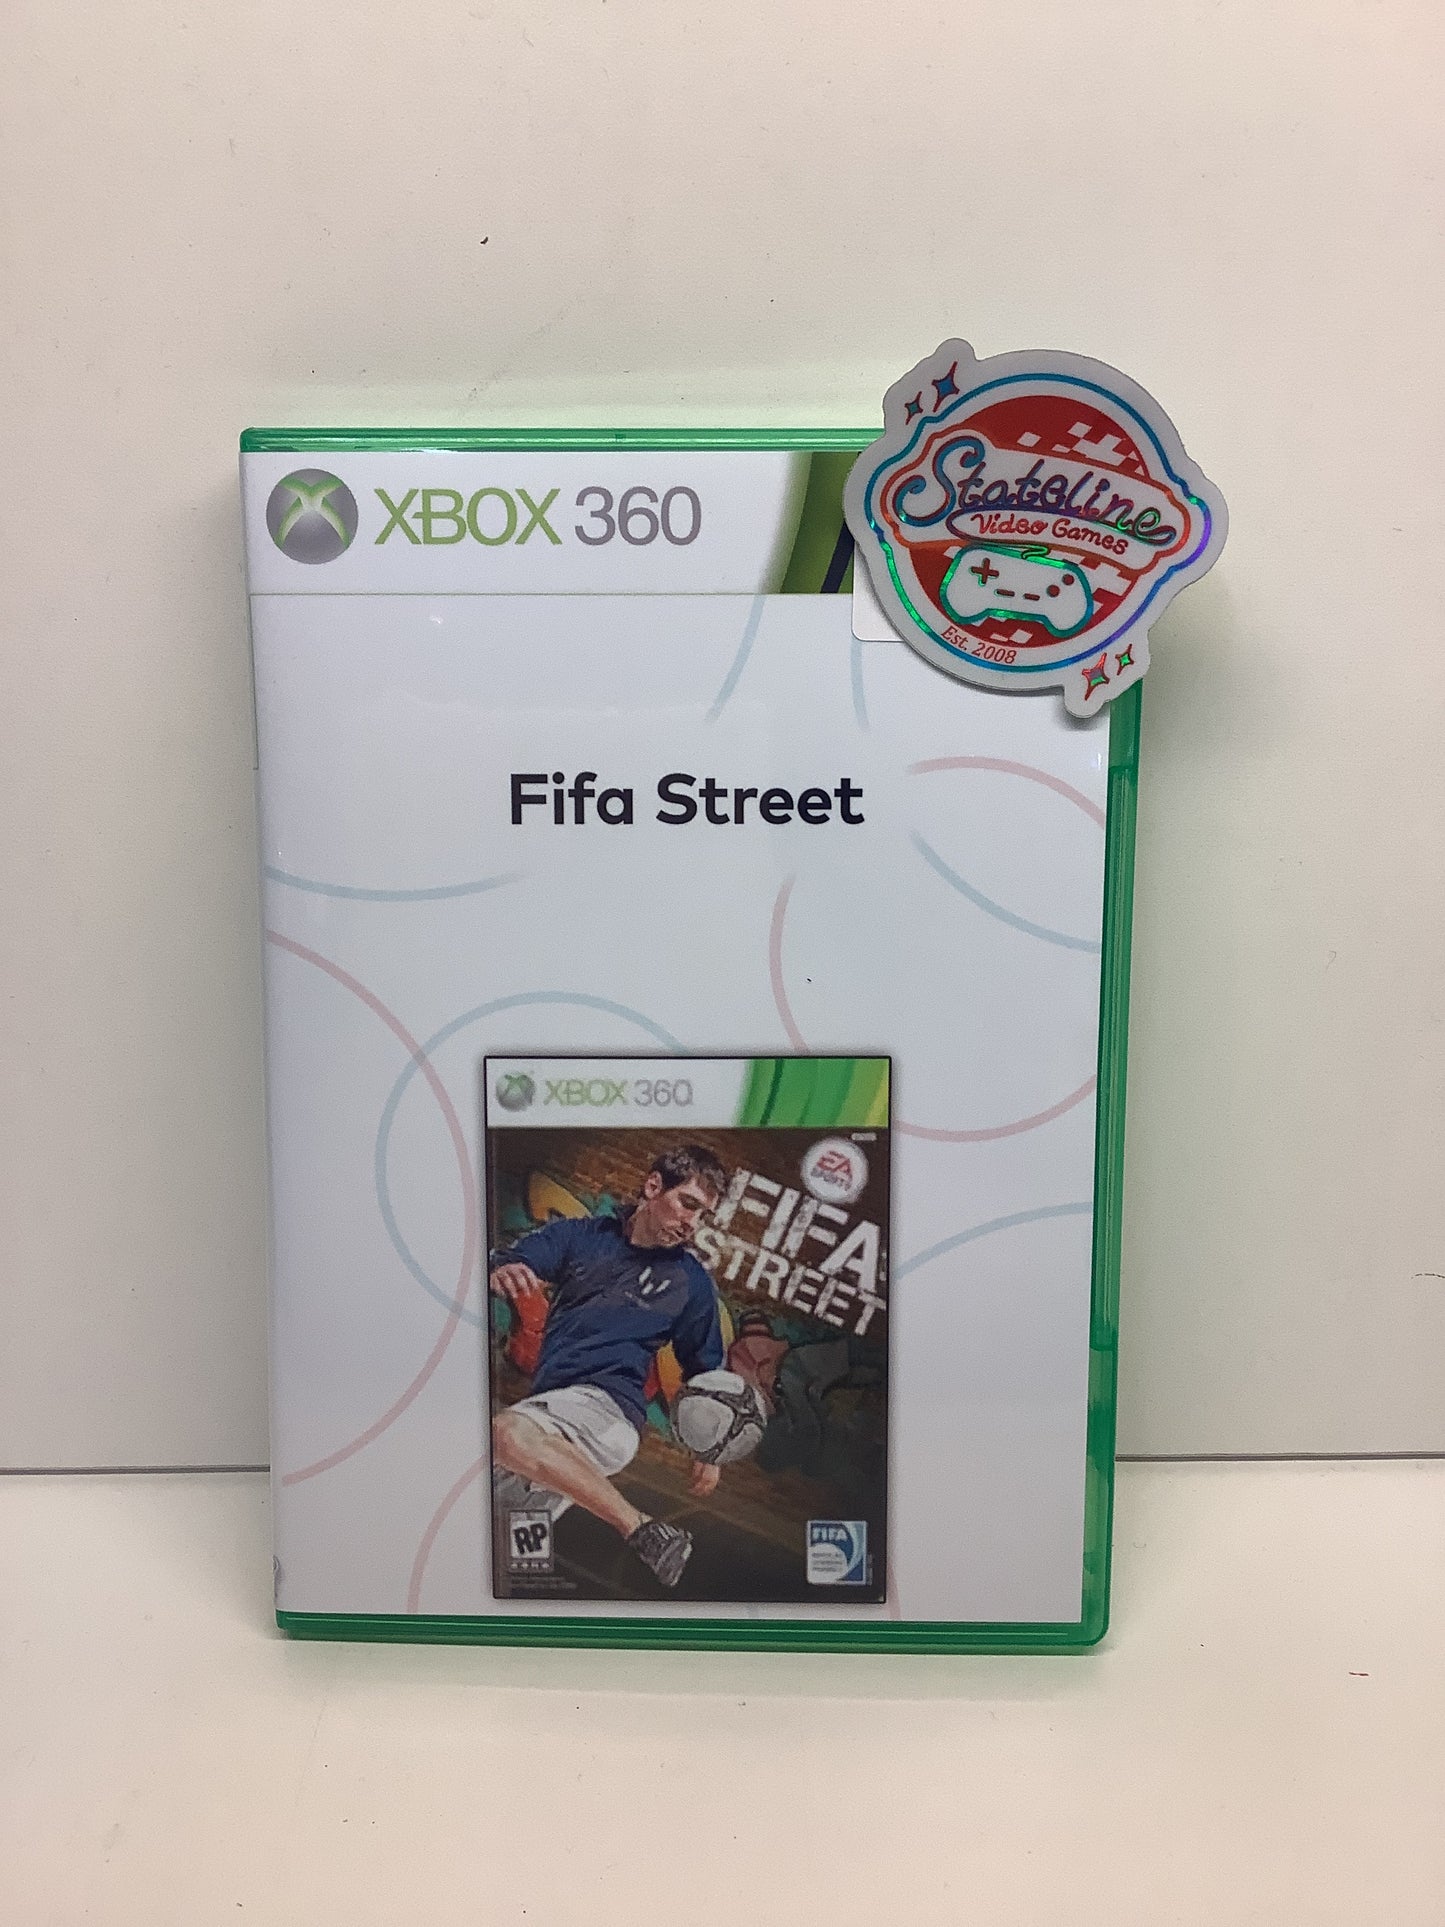 XBOX 360
Stateline
Video Games
Est. 2008
Fifa Street
XBOX 360
EA
SPORTS
FIFA
STREET
RP
FIFA